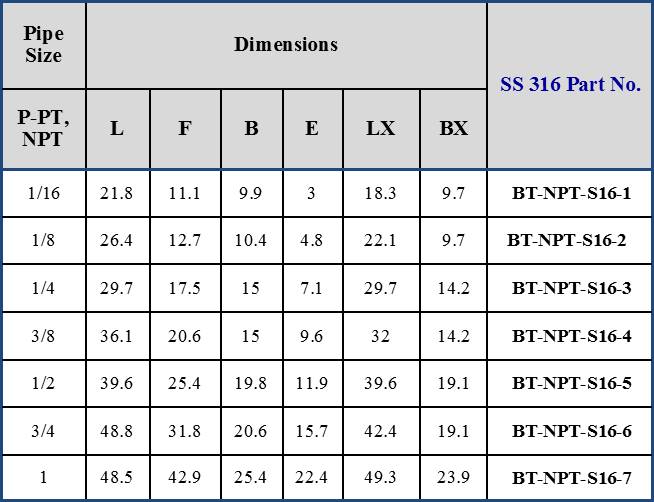 Pipe Size Dimensions SS 316 Part No.
P-PT, NPT L F B E LX BX
1/16 21.8 11.1 9.9 3 18.3 9.7 BT-NPT-S16-1
1/8 26.4 12.7 10.4 4.8 22.1 9.7 BT-NPT-S16-2
1/4 29.7 17.5 15 7.1 29.7 14.2 BT-NPT-S16-3
3/8 36.1 20.6 15 9.6 32 14.2 BT-NPT-S16-4
1/2 39.6 25.4 19.8 11.9 39.6 19.1 BT-NPT-S16-5
3/4 48.8 31.8 20.6 15.7 42.4 19.1 BT-NPT-S16-6
1 48.5 42.9 25.4 22.4 49.3 23.9 BT-NPT-S16-7